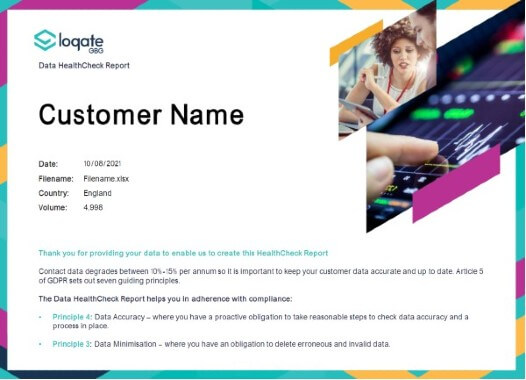 loqate
GBG
Data HealthCheck Report
Customer Name
Date: 10/08/2021
Filename: Filename.xlsx
Country: England
Volume: 4,998
Thank you for providing your data to enable us to create this HealthCheck Report
Contact data degrades between 10%-15% per annum so it is important to keep your customer data accurate and up to date. Article 5
of GDPR sets out seven guiding principles.
The Data HealthCheck Report helps you in adherence with compliance:
• Principle 4: Data Accuracy – where you have a proactive obligation to take reasonable steps to check data accuracy and a
process in place.
• Principle 3: Data Minimisation – where you have an obligation to delete erroneous and invalid data.